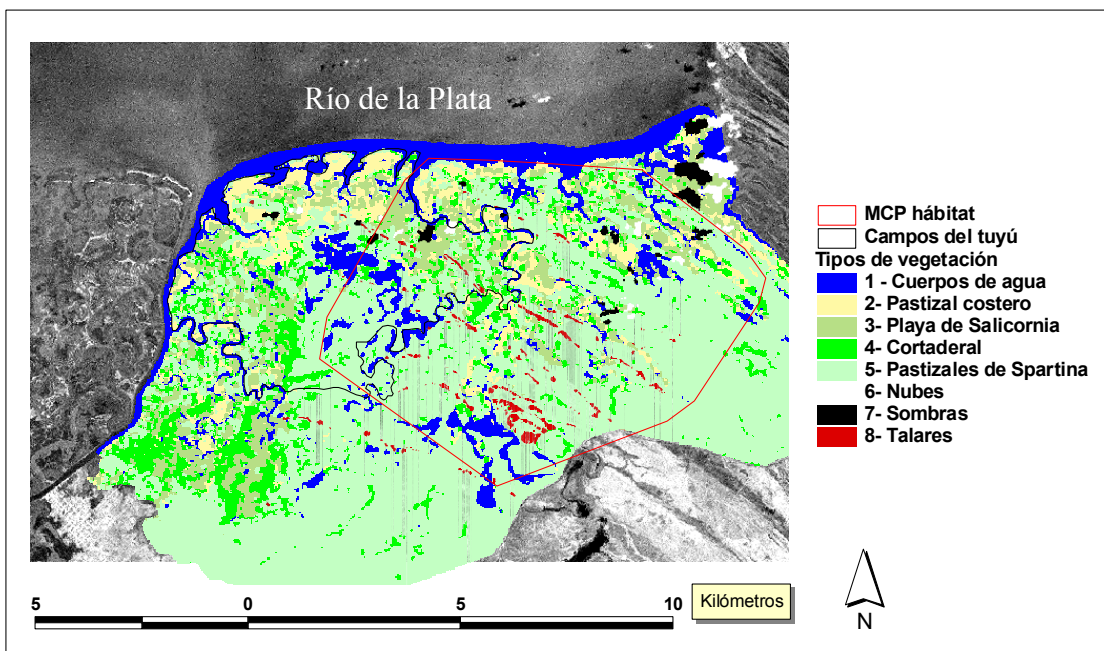 Río de la Plata
MCP hábitat
Campos del tuyú
Tipos de vegetación
1 - Cuerpos de agua
2- Pastizal costero
3- Playa de Salicornia
4- Cortaderal
5- Pastizales de Spartina
6- Nubes
7- Sombras
8- Talares
5 0 5 10
Kilómetros
N